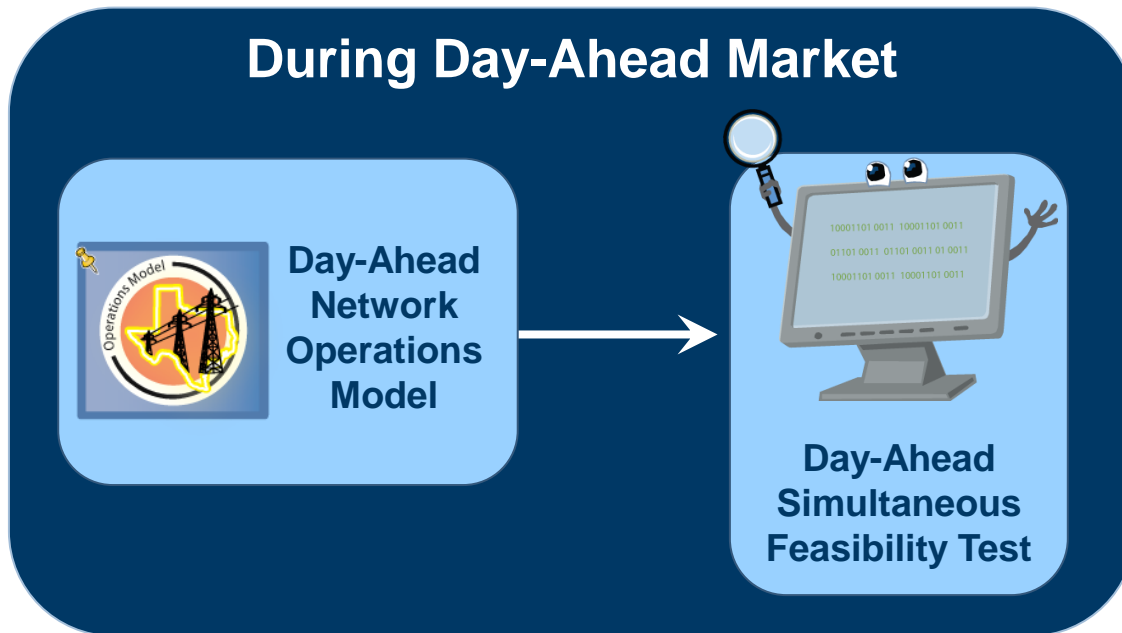 During Day-Ahead Market
Operations Model
Day-Ahead
Network
Operations
Model
10001101 0011 10001101 0011
01101 0011 01101 0011 01 0011
10001101 0011 10001101 0011
Day-Ahead
Simultaneous
Feasibility Test